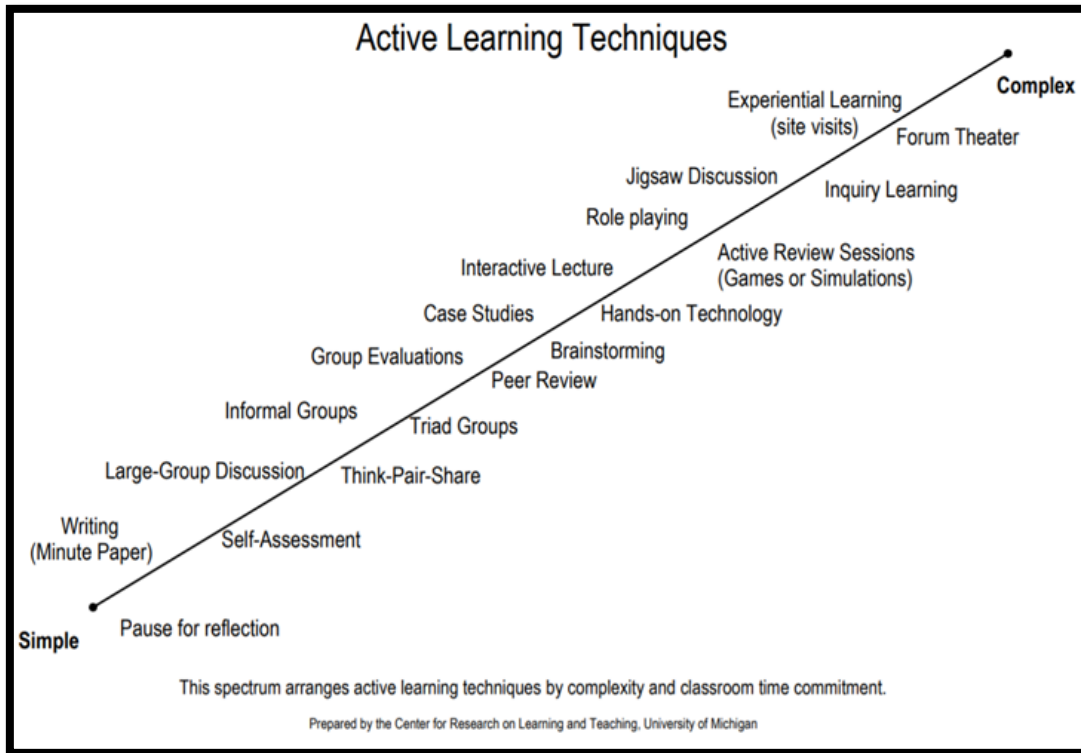 Active Learning Techniques
Complex
Experiential Learning
(site visits)
Forum Theater
Jigsaw Discussion
Inquiry Learning
Role playing
Active Review Sessions
(Games or Simulations)
Interactive Lecture
Case Studies
Hands-on Technology
Group Evaluations
Brainstorming
Peer Review
Informal Groups
Triad Groups
Large-Group Discussion
Think-Pair-Share
Writing
(Minute Paper)
Self-Assessment
Simple
Pause for reflection
This spectrum arranges active learning techniques by complexity and classroom time commitment.
Prepared by the Center for Research on Learning and Teaching, University of Michigan